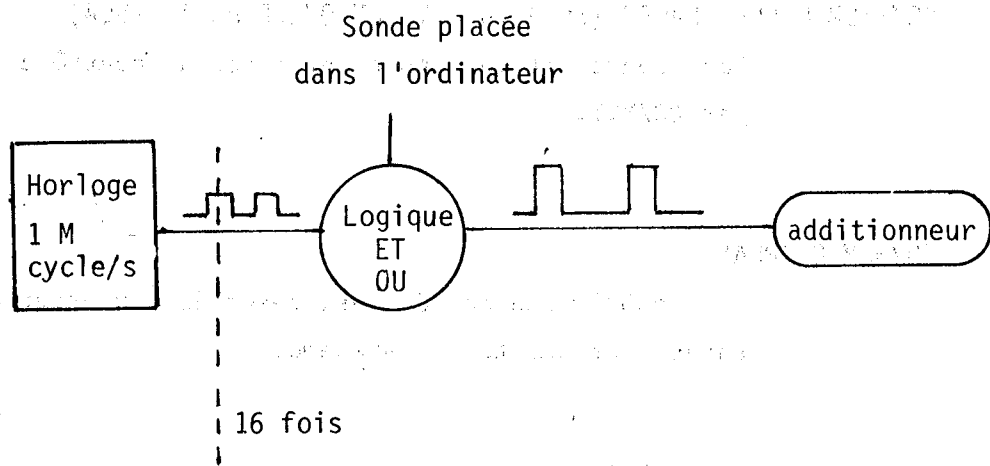 Sonde placée
dans l'ordinateur
Horloge
1 M
cycle/s
Logique
ET
OU
additionneur
16 fois